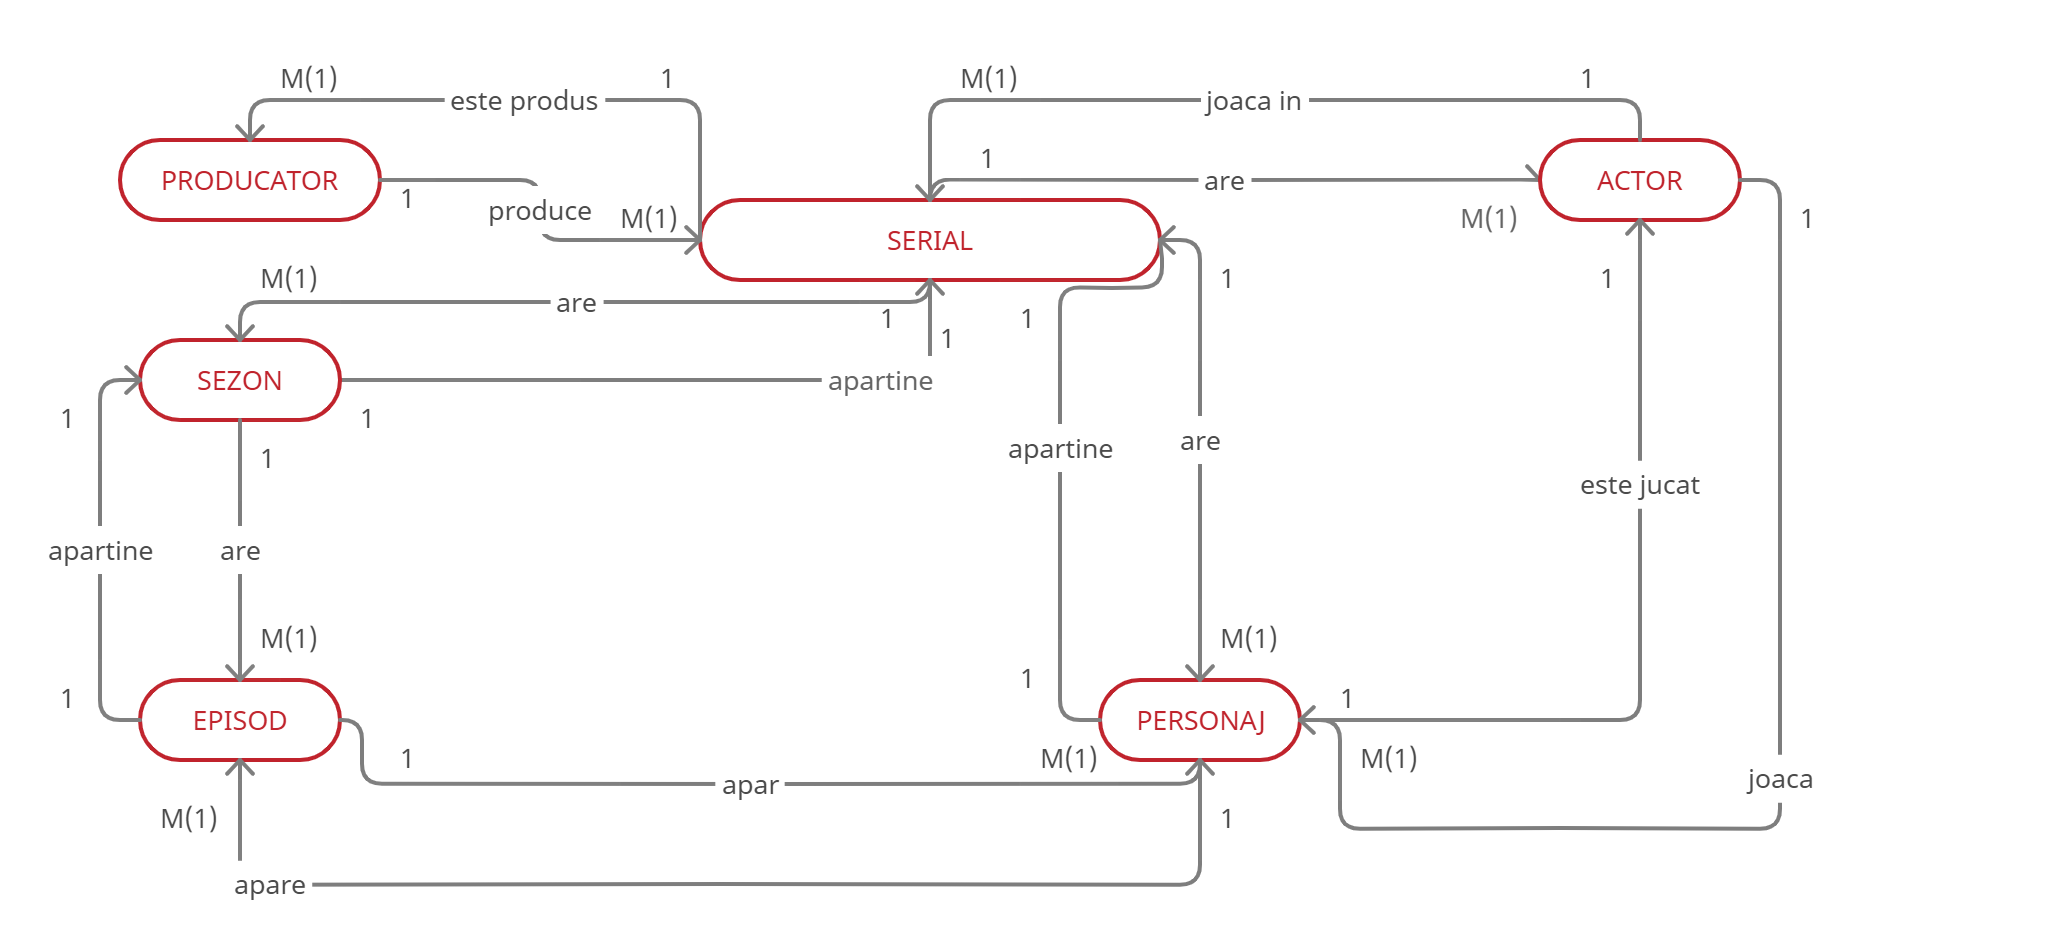 M(1)
1
M(1)
1
este produs
joaca in
1
PRODUCATOR
are
ACTOR
1
produce
M(1)
M(1)
1
SERIAL
M(1)
1
1
are
1
1
1
SEZON
apartine
1
1
1
apartine
are
este jucat
apartine
are
M(1)
M(1)
1
1
1
EPISOD
PERSONAJ
1
M(1)
M(1)
apar
joaca
M(1)
1
apare